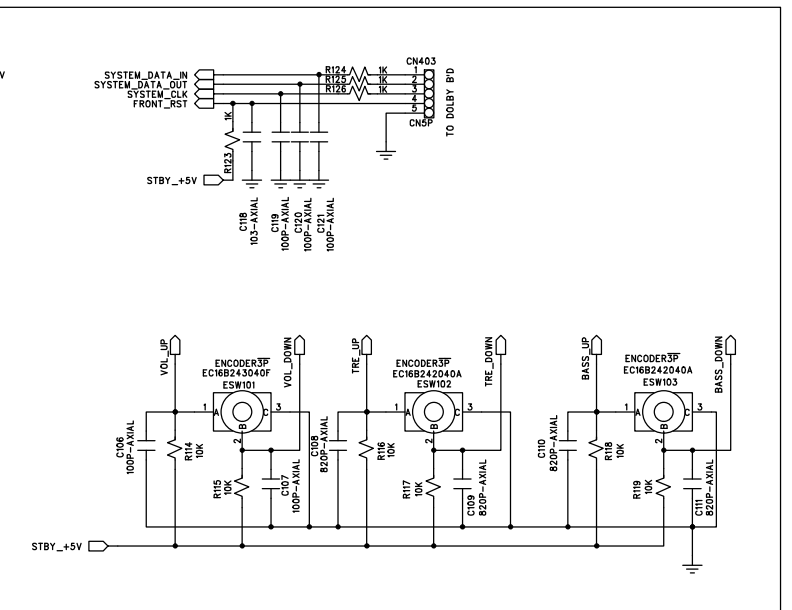 V
CN403
SYSTEM_DATA_IN R124 1K 1
SYSTEM_DATA_OUT R125 1K 2
SYSTEM_CLK R126 1K 3
FRONT_RST 4
5
CN5P
TO DOLBY B'D
1K
R123
STBY_+5V
C118
103-AXIAL
C119
100P-AXIAL
C120
100P-AXIAL
C121
100P-AXIAL
VOL_UP
ENCODER3P
EC16B243040F
ESW101
VOL_DOWN
1 A B C 3
2
C106
100P-AXIAL
R114
10K
R115
10K
C107
100P-AXIAL
TRE_UP
ENCODER3P
EC16B242040A
ESW102
TRE_DOWN
1 A B C 3
2
C108
820P-AXIAL
R116
10K
R117
10K
C109
820P-AXIAL
BASS_UP
ENCODER3P
EC16B242040A
ESW103
BASS_DOWN
1 A B C 3
2
C110
820P-AXIAL
R118
10K
R119
10K
C111
820P-AXIAL
STBY_+5V